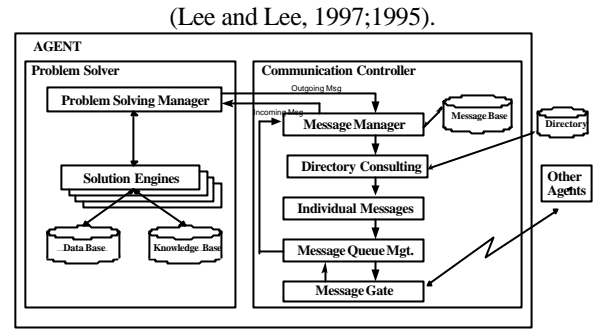 (Lee and Lee, 1997;1995).
AGENT
Problem Solver
Problem Solving Manager
Solution Engines
Data Base
Knowledge Base
Communication Controller
Outgoing Msg
Incoming Msg
Message Manager
Message Base
Directory
Directory Consulting
Individual Messages
Other
Agents
Message Queue Mgt.
Message Gate